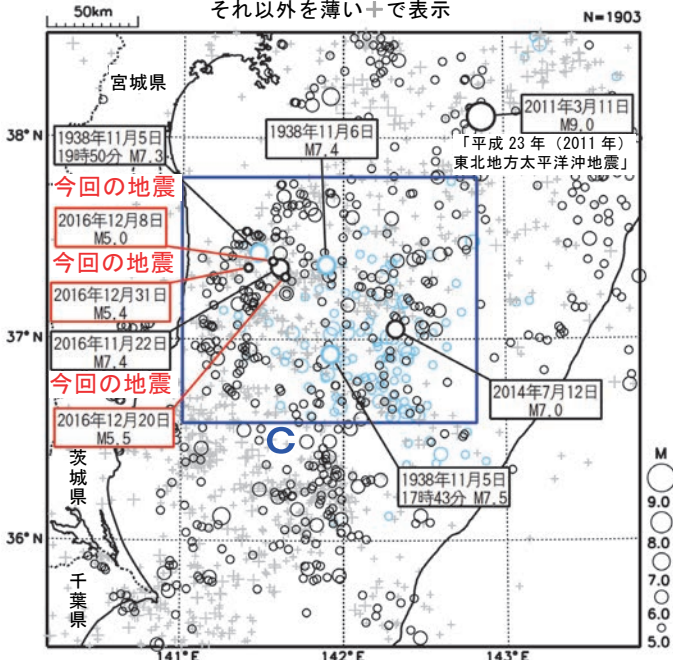 それ以外を薄い＋で表示
50km
N=1903
宮城県
38°N
1938年11月5日
19時50分 M7.3
1938年11月6日
M7.4
2011年3月11日
M9.0
「平成 23 年（2011 年）
東北地方太平洋沖地震」
今回の地震
2016年12月8日
M5.0
今回の地震
2016年12月31日
M5.4
37°N
2016年11月22日
M7.4
今回の地震
2016年12月20日
M5.5
2014年7月12日
M7.0
C
1938年11月5日
17時43分 M7.5
茨城県
36°N
千葉県
M
9.0
8.0
7.0
6.0
5.0
141°E
142°E
143°E